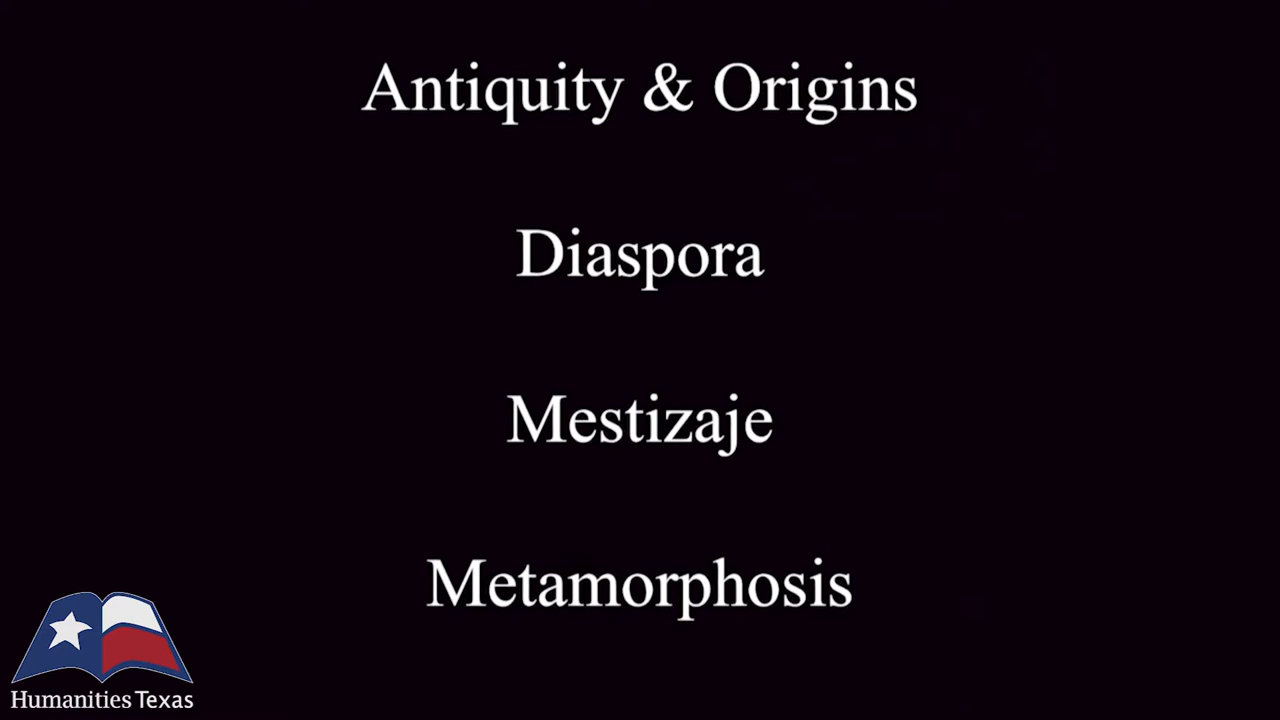 Antiquity & Origins
Diaspora
Mestizaje
Metamorphosis
Humanities Texas